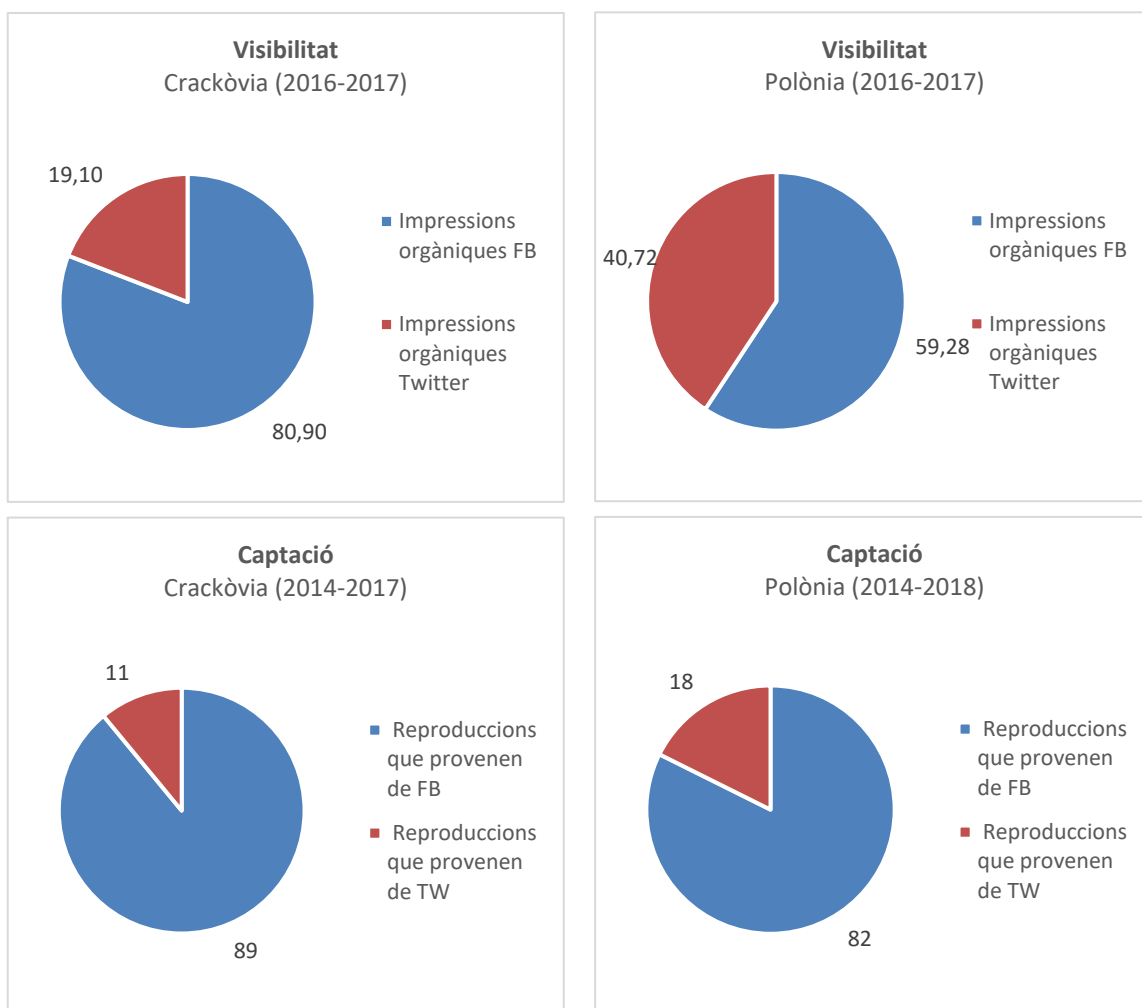 Visibilitat
Crackòvia (2016-2017)
19,10
Impressions
orgàniques FB
Impressions
orgàniques
Twitter
80,90
Visibilitat
Polònia (2016-2017)
40,72
Impressions
orgàniques FB
59,28
Impressions
orgàniques
Twitter
Captació
Crackòvia (2014-2017)
11
Reproduccions
que provenen
de FB
Reproduccions
que provenen
de TW
89
Captació
Polònia (2014-2018)
18
Reproduccions
que provenen
de FB
Reproduccions
que provenen
de TW
82